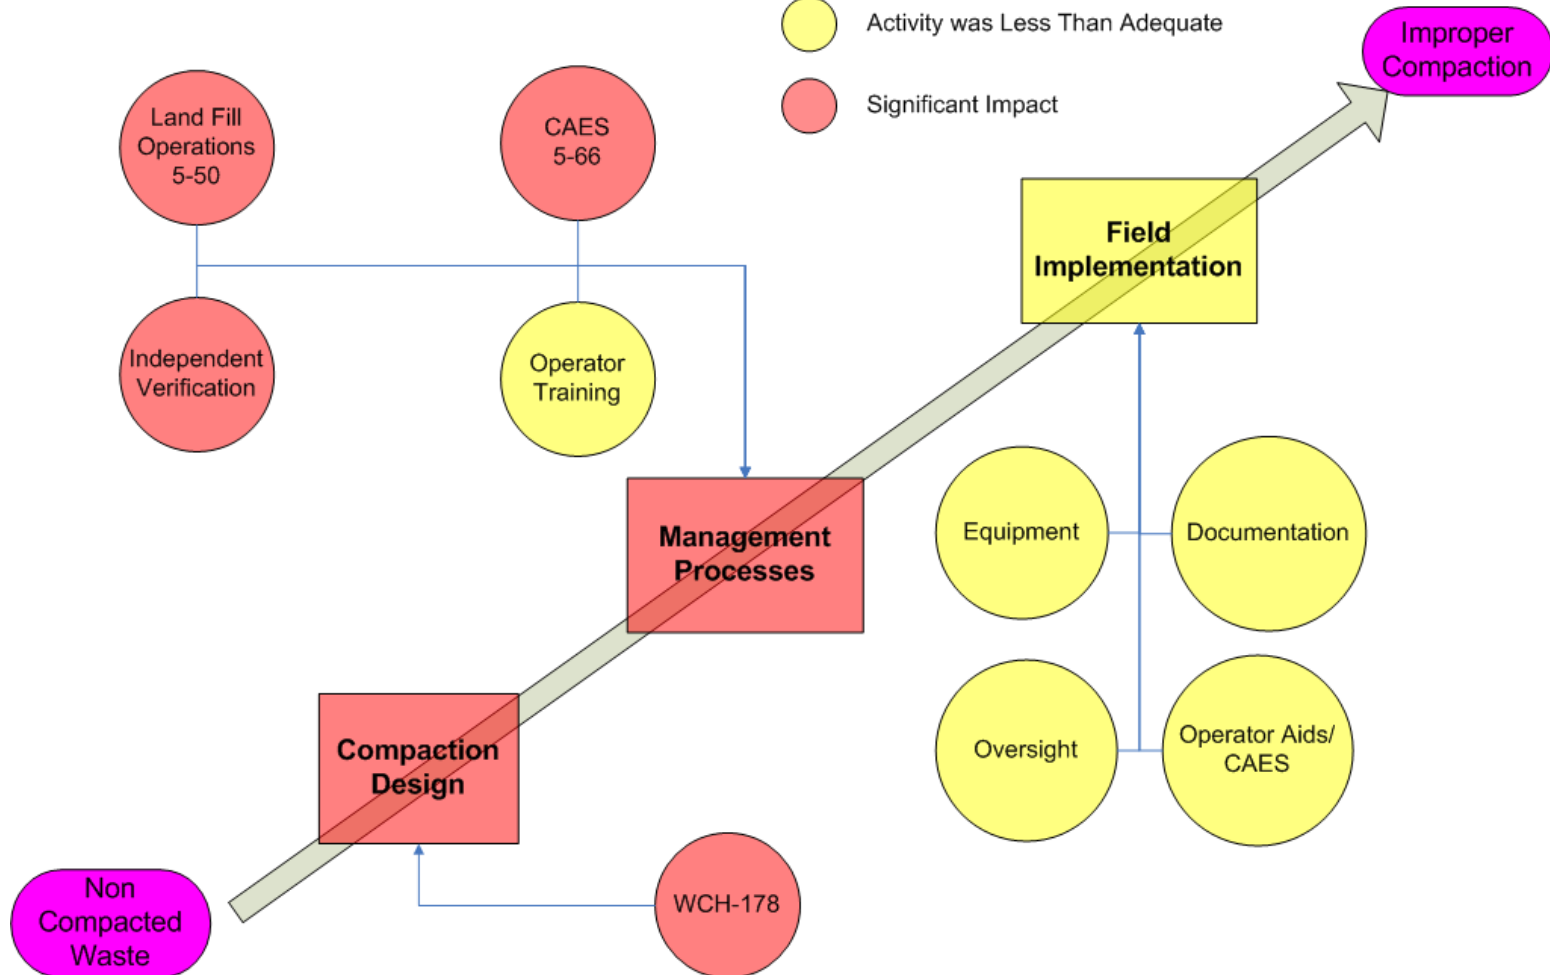 Activity was Less Than Adequate
Significant Impact
Improper
Compaction
Land Fill
Operations
5-50
CAES
5-66
Field
Implementation
Independent
Verification
Operator
Training
Management
Processes
Equipment
Documentation
Compaction
Design
Oversight
Operator Aids/
CAES
WCH-178
Non
Compacted
Waste